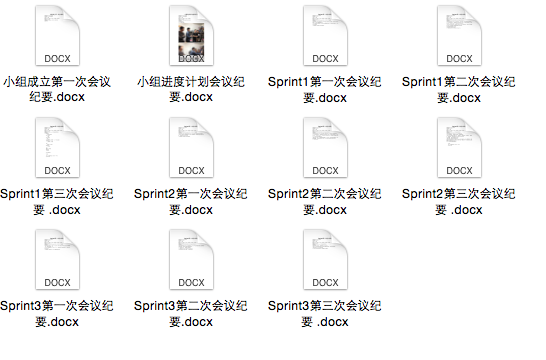 DOCX DOCX DOCX DOCX
小组成立第一次会议 小组进度计划会议纪 Sprint1第一次会议纪 Sprint1第二次会议纪
纪要.docx 要.docx 要.docx 要.docx
DOCX DOCX DOCX DOCX
Sprint1第三次会议纪 Sprint2第一次会议纪 Sprint2第二次会议纪 Sprint2第三次会议纪
要 .docx 要.docx 要.docx 要 .docx
DOCX DOCX DOCX
Sprint3第一次会议纪 Sprint3第二次会议纪 Sprint3第三次会议纪
要.docx 要.docx 要 .docx